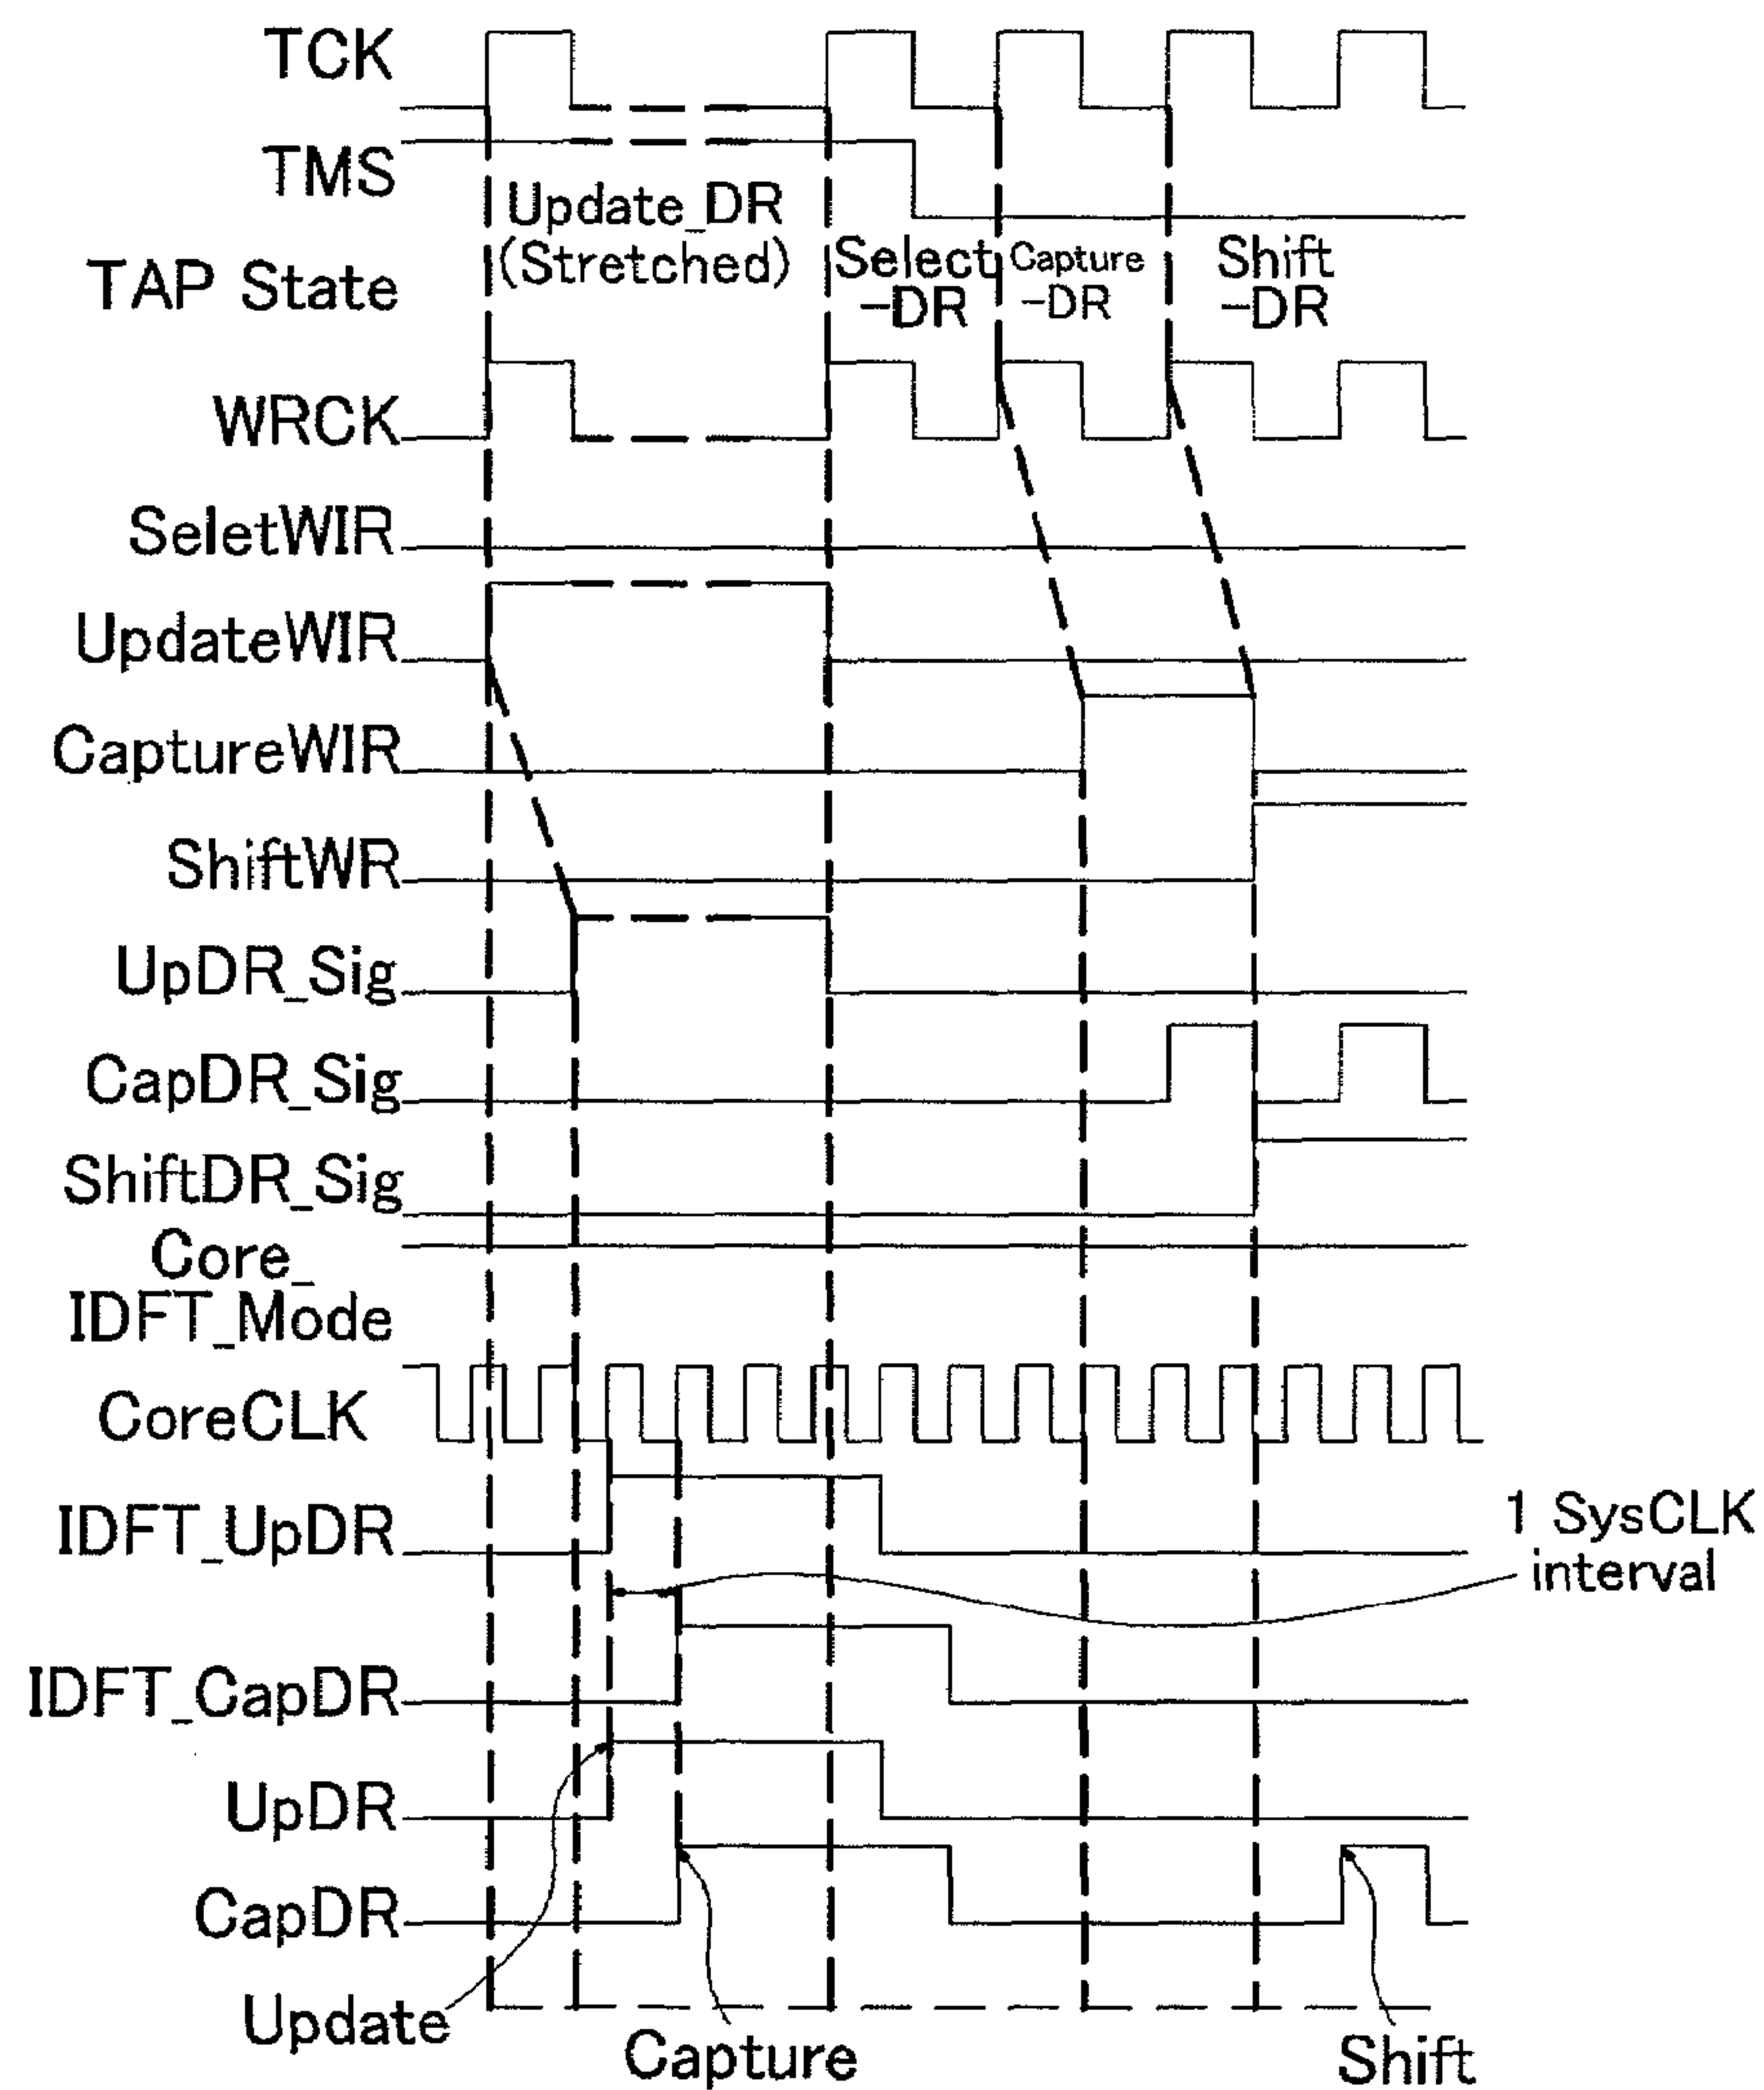 TCK
TMS
Update_DR
(Stretched)
TAP State
Select
-DR
Capture
-DR
Shift
-DR
WRCK
SeletWIR
UpdateWIR
CaptureWIR
ShiftWR
UpDR_Sig
CapDR_Sig
ShiftDR_Sig
Core_
IDFT_Mode
CoreCLK
IDFT_UpDR
1 SysCLK
interval
IDFT_CapDR
UpDR
CapDR
Update
Capture
Shift